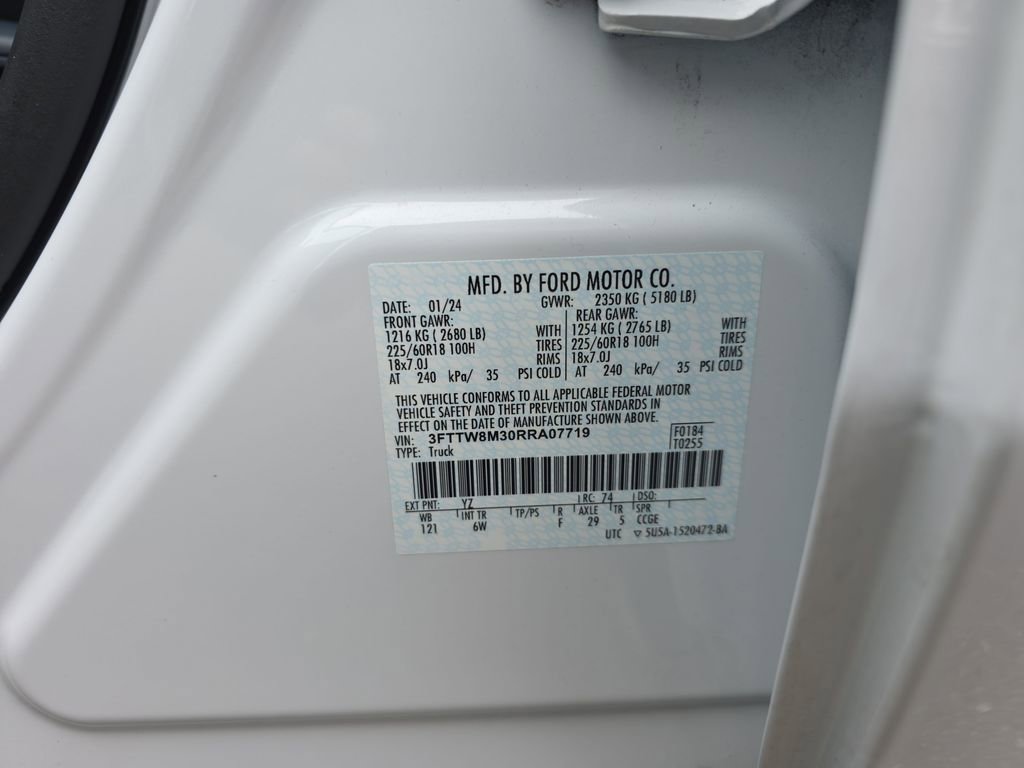 MFD. BY FORD MOTOR CO.
DATE: 01/24 GVWR: 2350 KG ( 5180 LB)
FRONT GAWR: REAR GAWR:
1216 KG ( 2680 LB) WITH 1254 KG ( 2765 LB) WITH
225/60R18 100H TIRES 225/60R18 100H TIRES
18x7.0J RIMS 18x7.0J RIMS
AT 240 kPa/ 35 PSI COLD AT 240 kPa/ 35 PSI COLD
THIS VEHICLE CONFORMS TO ALL APPLICABLE FEDERAL MOTOR
VEHICLE SAFETY AND THEFT PREVENTION STANDARDS IN
EFFECT ON THE DATE OF MANUFACTURE SHOWN ABOVE.
VIN: 3FTTW8M30RRA07719 F0184
TYPE: Truck T0255
EXT PNT: YZ RC: 74 DSO:
WB INT TR TP/PS R AXLE TR SPR
121 6W F 29 5 CCGE
UTC ▽ 5U5A-1520472-BA